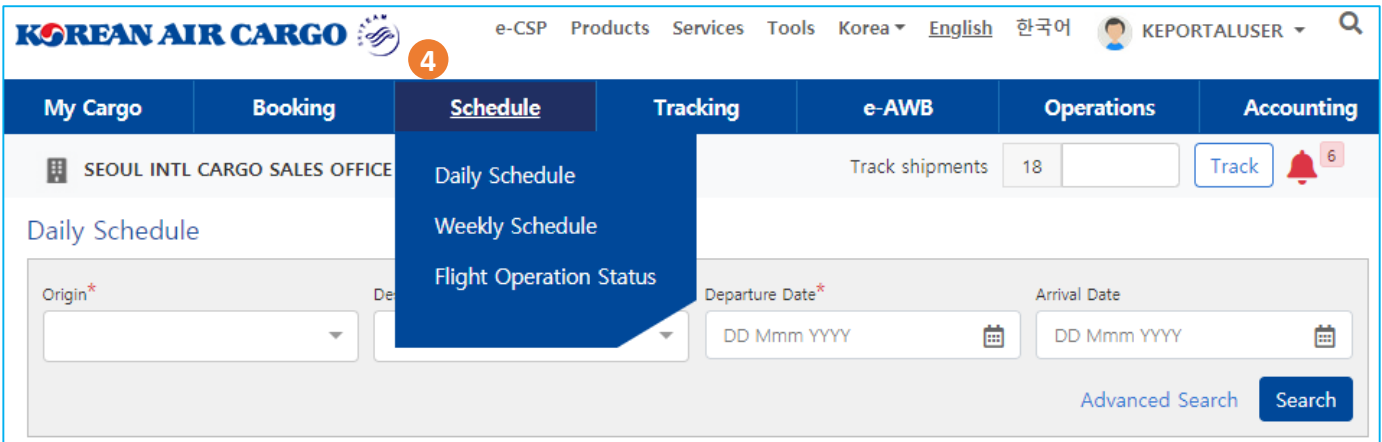 KOREAN AIR CARGO e-CSP Products Services Tools Korea English 한국어 KEPORTALUSER
4
My Cargo Booking Schedule Tracking e-AWB Operations Accounting
SEOUL INTL CARGO SALES OFFICE Track shipments 18 Track 6
Daily Schedule
Weekly Schedule
Flight Operation Status
Daily Schedule
Origin* Departure Date* Arrival Date
DD Mmm YYYY DD Mmm YYYY
Advanced Search Search